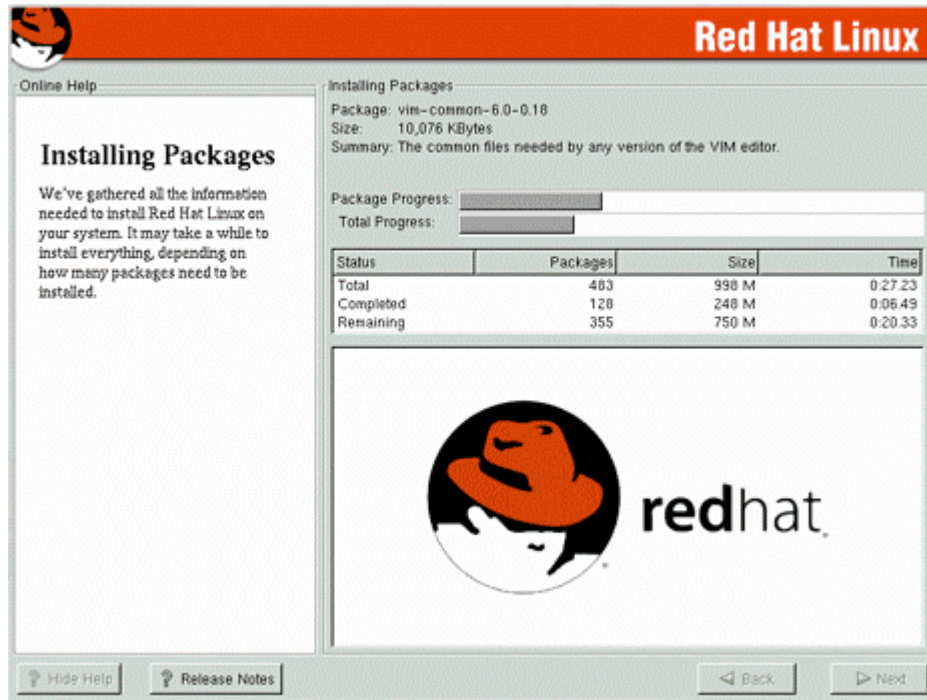 Red Hat Linux
Online Help
Installing Packages
We've gathered all the information
needed to install Red Hat Linux on
your system. It may take a while to
install everything, depending on
how many packages need to be
installed.
Installing Packages
Package: vim-common-6.0-0.18
Size: 10,076 KBytes
Summary: The common files needed by any version of the VIM editor.
Package Progress:
Total Progress:
Status Packages Size Time
Total 483 998 M 0:27.23
Completed 128 248 M 0:06.49
Remaining 355 750 M 0:20.33
redhat
Hide Help Release Notes Back Next